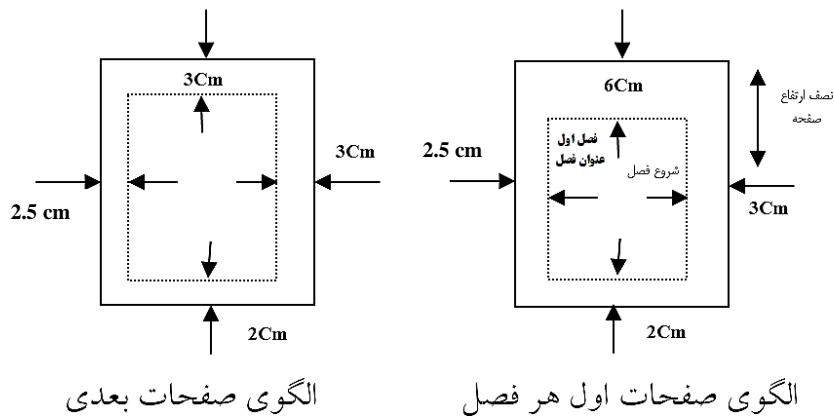 6Cm
نصف ارتفاع
صفحه
فصل اول
عنوان فصل
شروع فصل
2.5 cm
3Cm
2Cm
الگوی صفحات اول هر فصل
3Cm
3Cm
2.5 cm
2Cm
الگوی صفحات بعدی